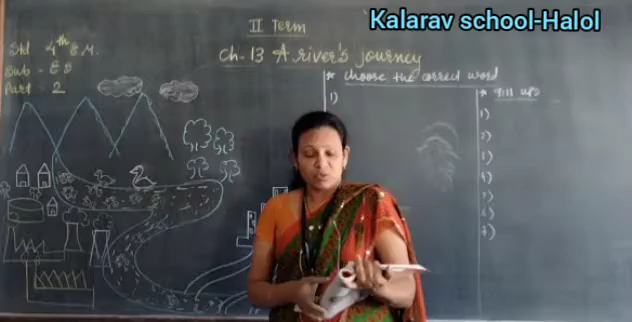 Kalarav school-Halol
II Term
Std 4th E.M.
Sub - ES
Part - 2
Ch-13 A river's journey
* Choose the correct word
1)
* Fill ups
1)
2)
3)
4)
5)
6)
7)